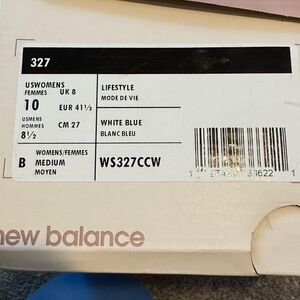 327
USWOMENS
FEMMES
UK 8
10
EUR 41½
USMENS
HOMMES
8½
CM 27
LIFESTYLE
MODE DE VIE
WHITE BLUE
BLANC BLEU
B
WOMENS/FEMMES
MEDIUM
MOYEN
WS327CCW
new balance